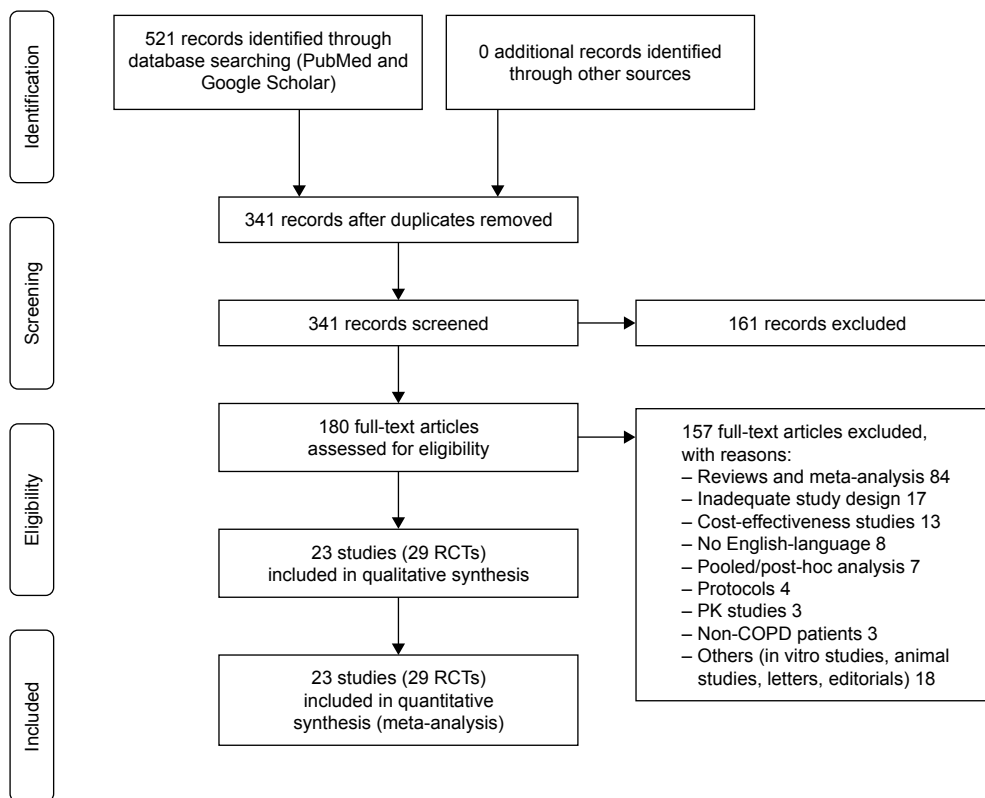 Identification
521 records identified through
database searching (PubMed and
Google Scholar)
0 additional records identified
through other sources
341 records after duplicates removed
Screening
341 records screened
161 records excluded
Eligibility
180 full-text articles
assessed for eligibility
157 full-text articles excluded,
with reasons:
– Reviews and meta-analysis 84
– Inadequate study design 17
– Cost-effectiveness studies 13
– No English-language 8
– Pooled/post-hoc analysis 7
– Protocols 4
– PK studies 3
– Non-COPD patients 3
– Others (in vitro studies, animal
studies, letters, editorials) 18
23 studies (29 RCTs)
included in qualitative synthesis
Included
23 studies (29 RCTs)
included in quantitative
synthesis (meta-analysis)